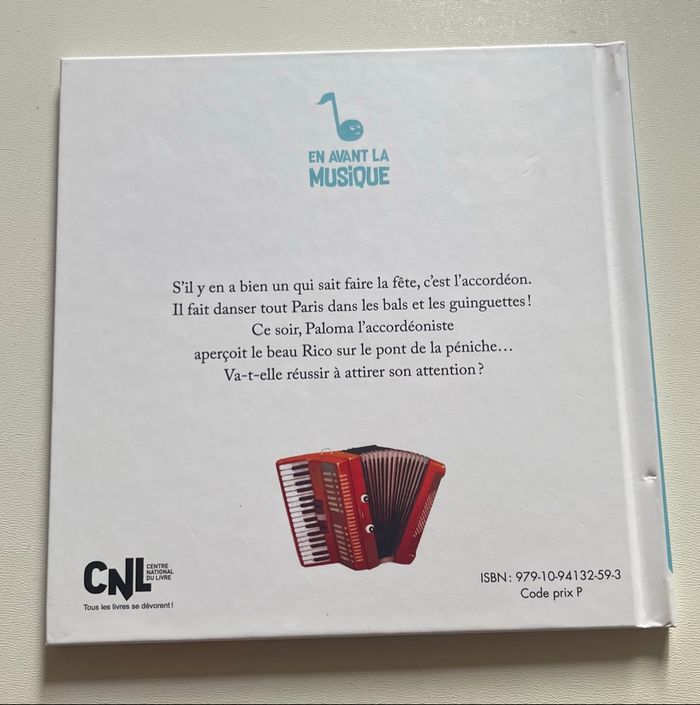 EN AVANT LA
MUSiQUE
S'il y en a bien un qui sait faire la fête, c'est l'accordéon.
Il fait danser tout Paris dans les bals et les guinguettes !
Ce soir, Paloma l'accordéoniste
aperçoit le beau Rico sur le pont de la péniche…
Va-t-elle réussir à attirer son attention ?
CNL
CENTRE
NATIONAL
DU LIVRE
Tous les livres se dévorent !
ISBN : 979-10-94132-59-3
Code prix P